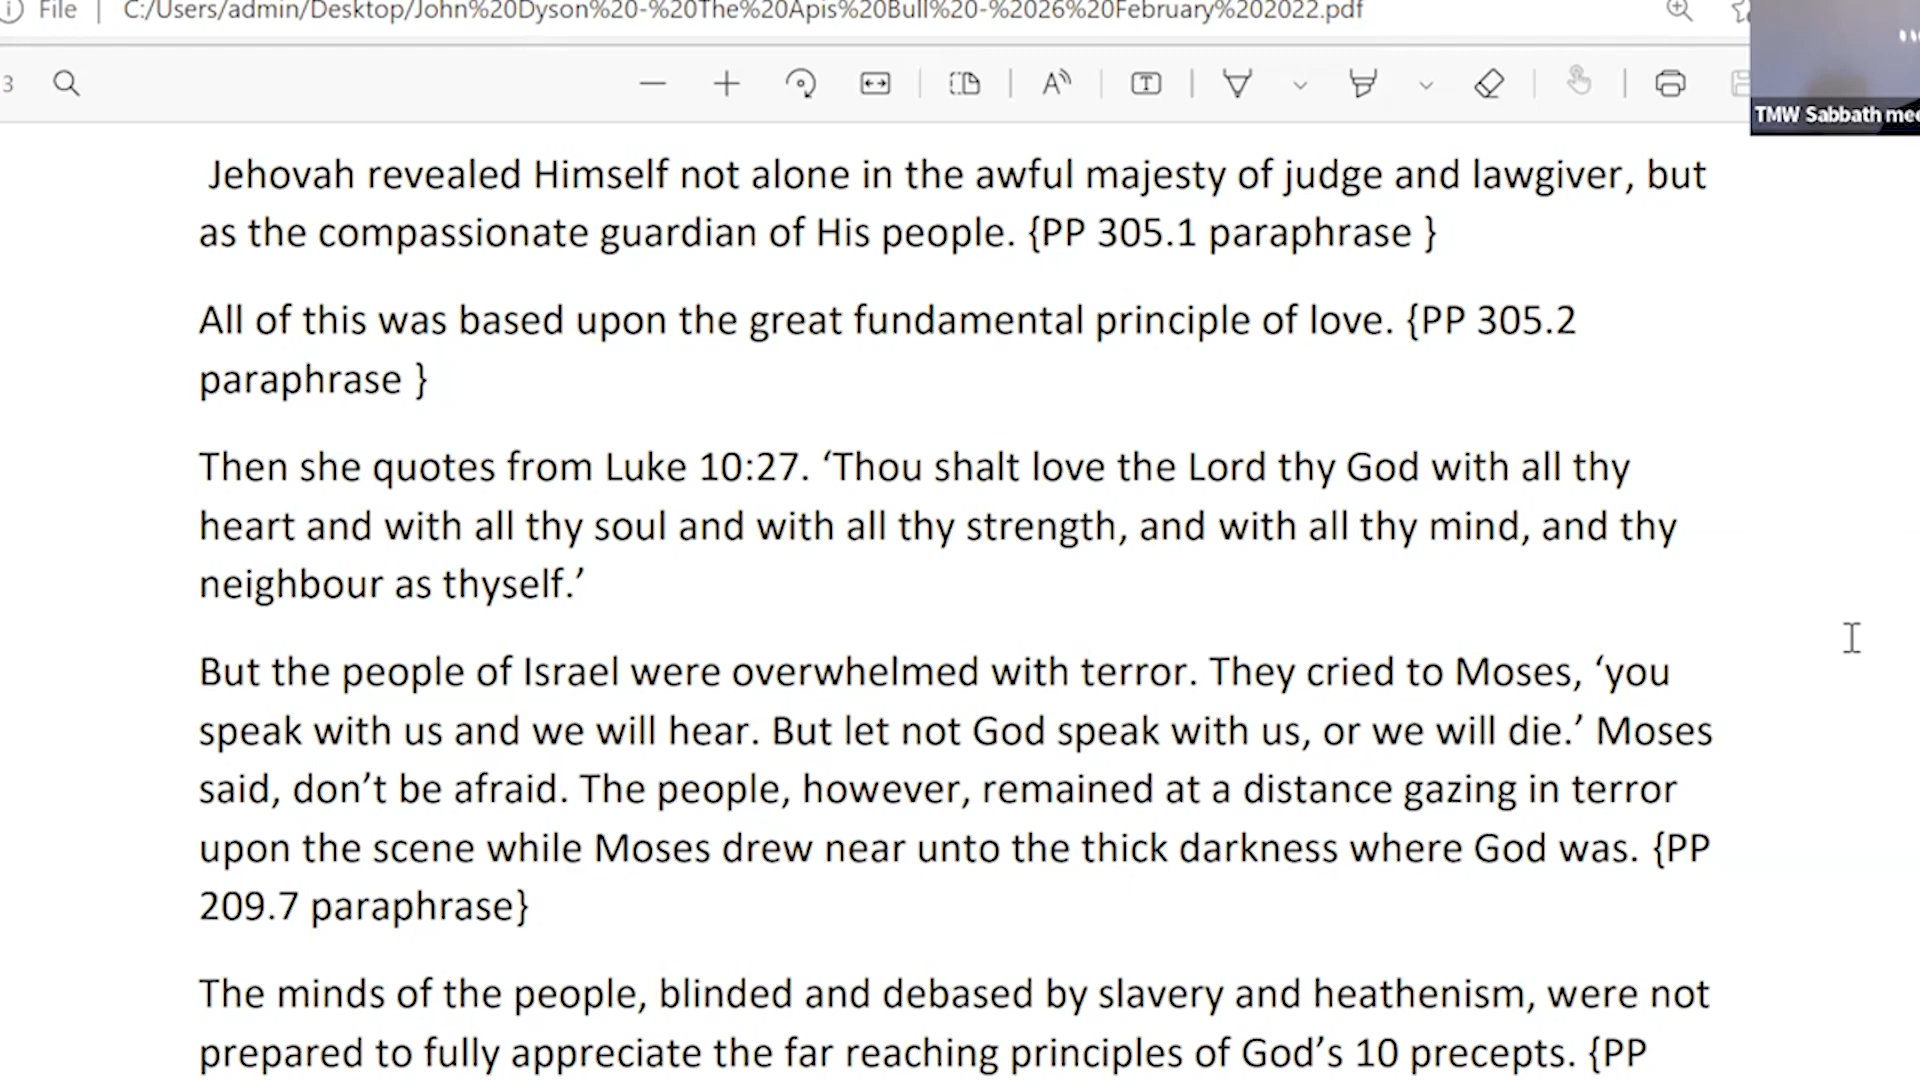 File | C:/Users/admin/Desktop/John%20Dyson%20-%20The%20Apis%20Bull%20-%2026%20February%202022.pdf
3
TMW Sabbath mee
Jehovah revealed Himself not alone in the awful majesty of judge and lawgiver, but
as the compassionate guardian of His people. {PP 305.1 paraphrase }
All of this was based upon the great fundamental principle of love. {PP 305.2
paraphrase }
Then she quotes from Luke 10:27. ‘Thou shalt love the Lord thy God with all thy
heart and with all thy soul and with all thy strength, and with all thy mind, and thy
neighbour as thyself.’
But the people of Israel were overwhelmed with terror. They cried to Moses, ‘you
speak with us and we will hear. But let not God speak with us, or we will die.’ Moses
said, don’t be afraid. The people, however, remained at a distance gazing in terror
upon the scene while Moses drew near unto the thick darkness where God was. {PP
209.7 paraphrase}
The minds of the people, blinded and debased by slavery and heathenism, were not
prepared to fully appreciate the far reaching principles of God’s 10 precepts. {PP